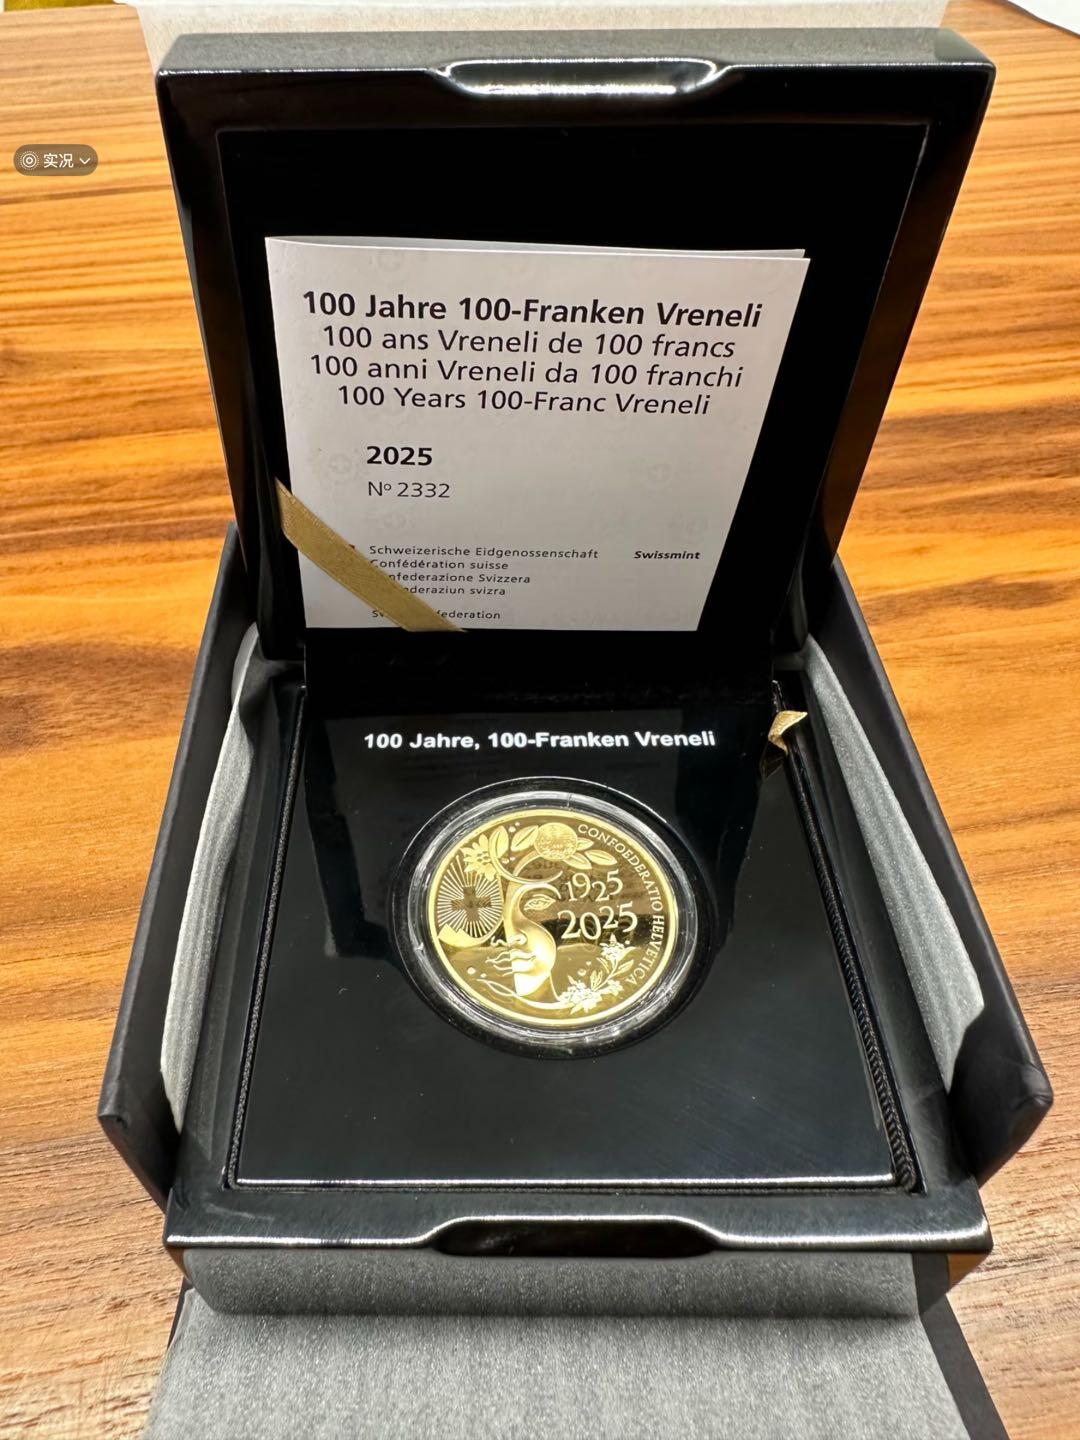 实况
100 Jahre 100-Franken Vreneli
100 ans Vreneli de 100 francs
100 anni Vreneli da 100 franchi
100 Years 100-Franc Vreneli
2025
Nº 2332
Schweizerische Eidgenossenschaft
Swissmint
Confédération suisse
Confederazione Svizzera
100 Jahre, 100-Franken Vreneli
CONFOEDERATIO HELVETICA
1925
2025